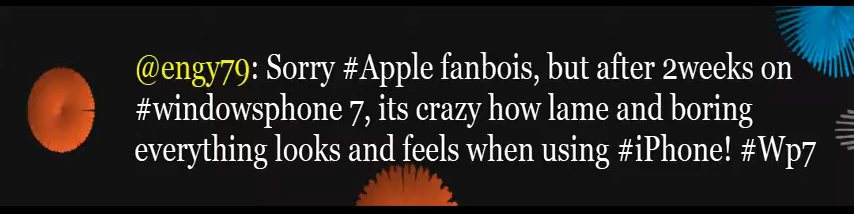 @engy79: Sorry #Apple fanbois, but after 2weeks on
#windowsphone 7, its crazy how lame and boring
everything looks and feels when using #iPhone! #Wp7